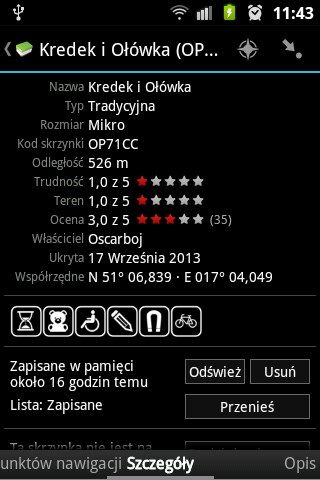 11:43
Kredek i Ołówka (OP...
Nazwa Kredek i Ołówka
Typ Tradycyjna
Rozmiar Mikro
Kod skrzynki OP71CC
Odległość 526 m
Trudność 1,0 z 5
Teren 1,0 z 5
Ocena 3,0 z 5 (35)
Właściciel Oscarboj
Ukryta 17 Września 2013
Współrzędne N 51° 06,839 · E 017° 04,049
Zapisane w pamięci
około 16 godzin temu
Odśwież Usuń
Lista: Zapisane
Przenieś
Ta skrzynka nie jest na
unktów nawigacji Szczegóły Opis